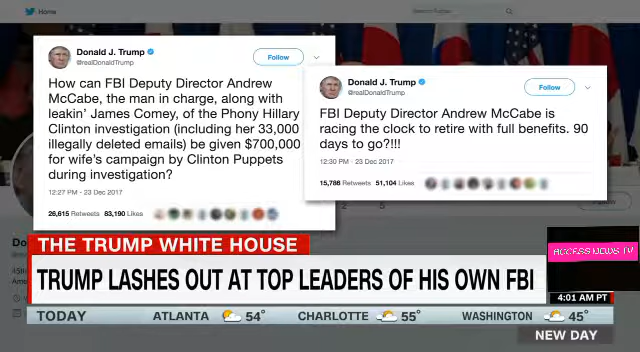 Home
Donald J. Trump
@realDonaldTrump
Follow
How can FBI Deputy Director Andrew
McCabe, the man in charge, along with
leakin' James Comey, of the Phony Hillary
Clinton investigation (including her 33,000
illegally deleted emails) be given $700,000
for wife's campaign by Clinton Puppets
during investigation?
12:27 PM - 23 Dec 2017
26,615 Retweets 83,190 Likes
Donald J. Trump
@realDonaldTrump
Follow
FBI Deputy Director Andrew McCabe is
racing the clock to retire with full benefits. 90
days to go?!!!
12:30 PM - 23 Dec 2017
15,786 Retweets 51,104 Likes
THE TRUMP WHITE HOUSE
TRUMP LASHES OUT AT TOP LEADERS OF HIS OWN FBI
ACCESS NEWS TV
4:01 AM PT
TODAY ATLANTA 54° CHARLOTTE 55° WASHINGTON 45°
NEW DAY